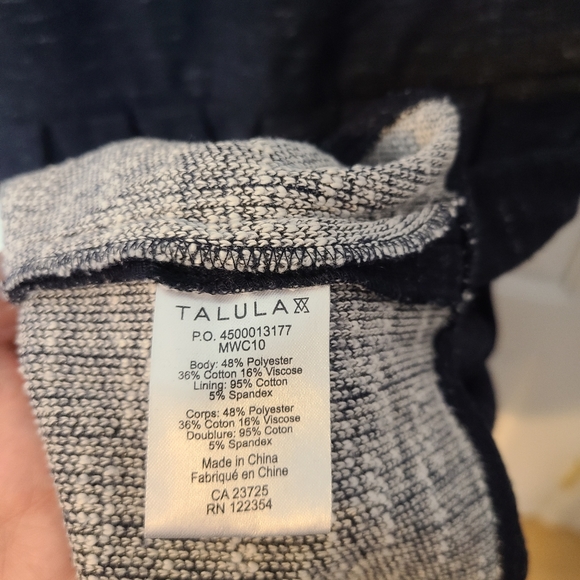 TALULA
P.O. 4500013177
MWC10
Body: 48% Polyester
36% Cotton 16% Viscose
Lining: 95% Cotton
5% Spandex
Corps: 48% Polyester
36% Coton 16% Viscose
Doublure: 95% Coton
5% Spandex
Made in China
Fabriqué en Chine
CA 23725
RN 122354